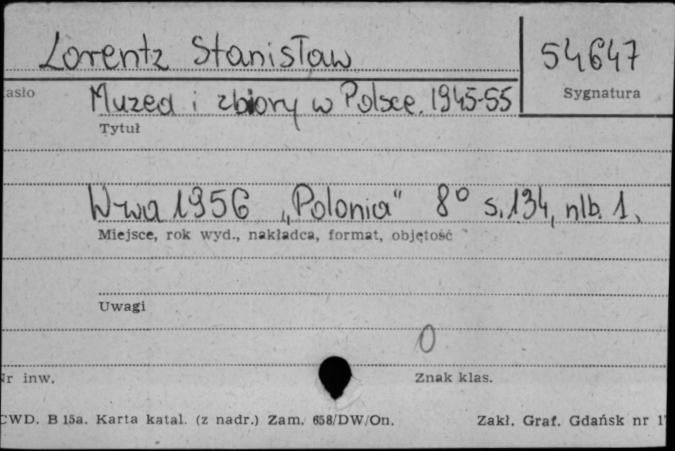 Lorentz Stanisław 54647
asło Sygnatura
Muzea i zbiory w Polsce. 1945-55
Tytuł
W-wa 1956 „Polonia" 8° s. 134, nlb. 1.
Miejsce, rok wyd., nakładca, format, objętość
Uwagi
0
Nr inw. Znak klas.
CWD. B 15a. Karta katal. (z nadr.) Zam. 658/DW/On. Zakł. Graf. Gdańsk nr 1